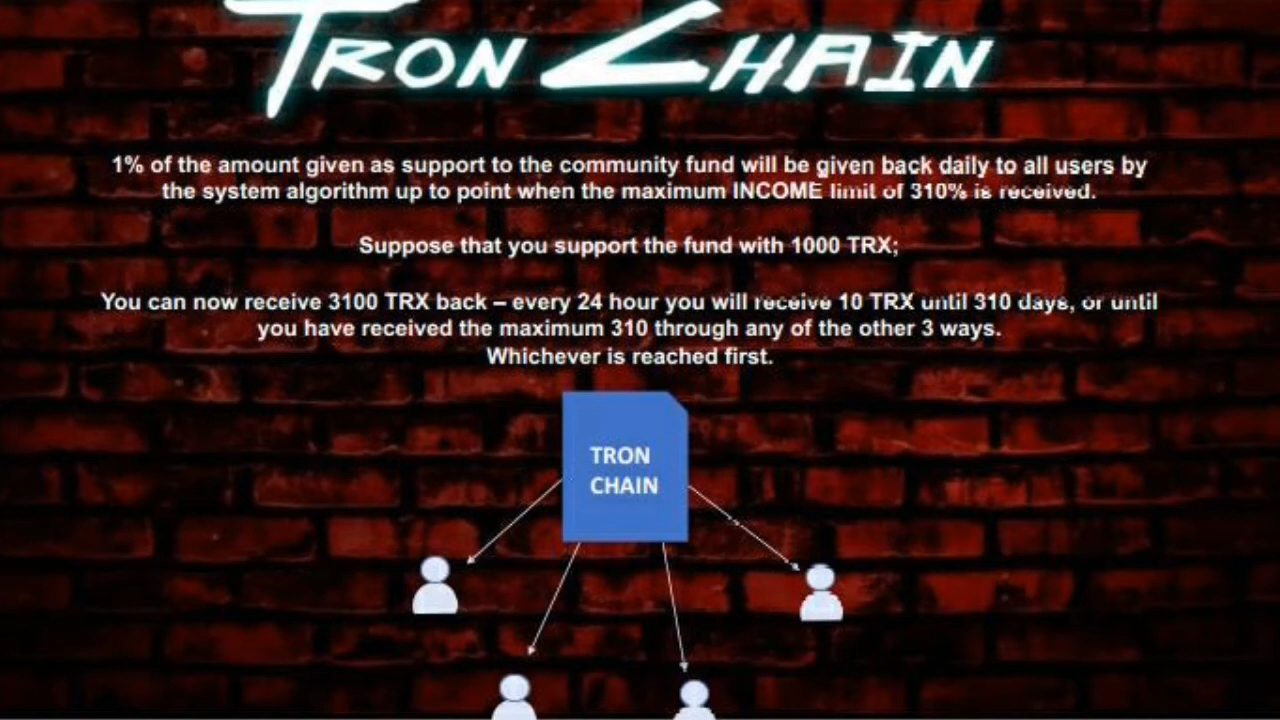 TRON CHAIN
1% of the amount given as support to the community fund will be given back daily to all users by
the system algorithm up to point when the maximum INCOME limit of 310% is received.
Suppose that you support the fund with 1000 TRX;
You can now receive 3100 TRX back – every 24 hour you will receive 10 TRX until 310 days, or until
you have received the maximum 310 through any of the other 3 ways.
Whichever is reached first.
TRON
CHAIN